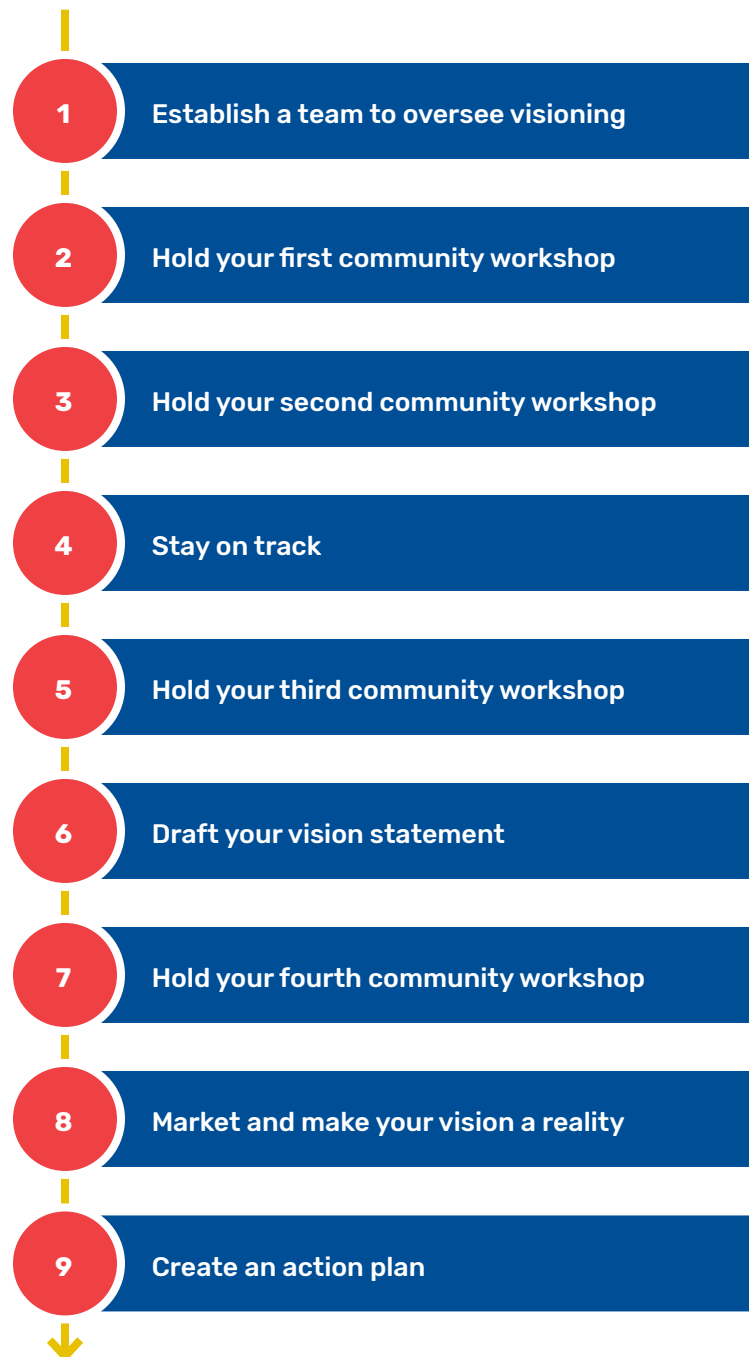 1
Establish a team to oversee visioning
2
Hold your first community workshop
3
Hold your second community workshop
4
Stay on track
5
Hold your third community workshop
6
Draft your vision statement
7
Hold your fourth community workshop
8
Market and make your vision a reality
9
Create an action plan